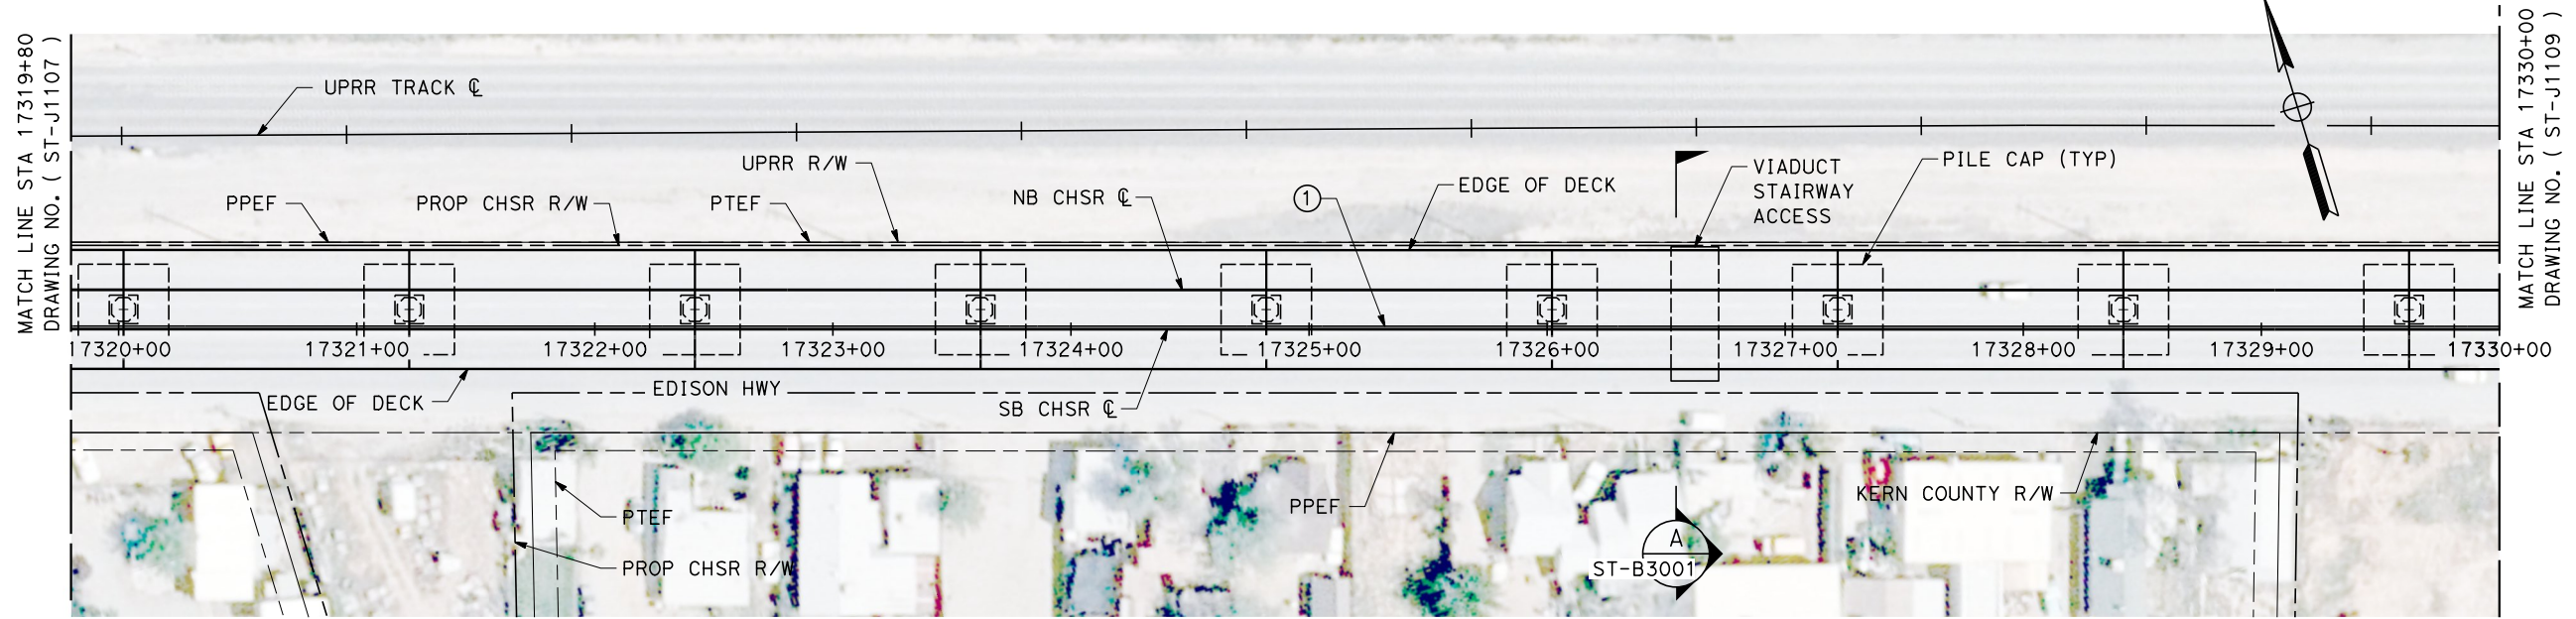 MATCH LINE STA 17319+80
DRAWING NO. ( ST-J1107 )
UPRR TRACK ℄
UPRR R/W
PPEF
PROP CHSR R/W
PTEF
NB CHSR ℄
1
EDGE OF DECK
VIADUCT
STAIRWAY
ACCESS
PILE CAP (TYP)
MATCH LINE STA 17330+00
DRAWING NO. ( ST-J1109 )
17320+00
17321+00
17322+00
17323+00
17324+00
17325+00
17326+00
17327+00
17328+00
17329+00
17330+00
EDGE OF DECK
EDISON HWY
SB CHSR ℄
PTEF
PROP CHSR R/W
PPEF
KERN COUNTY R/W
A
ST-B3001